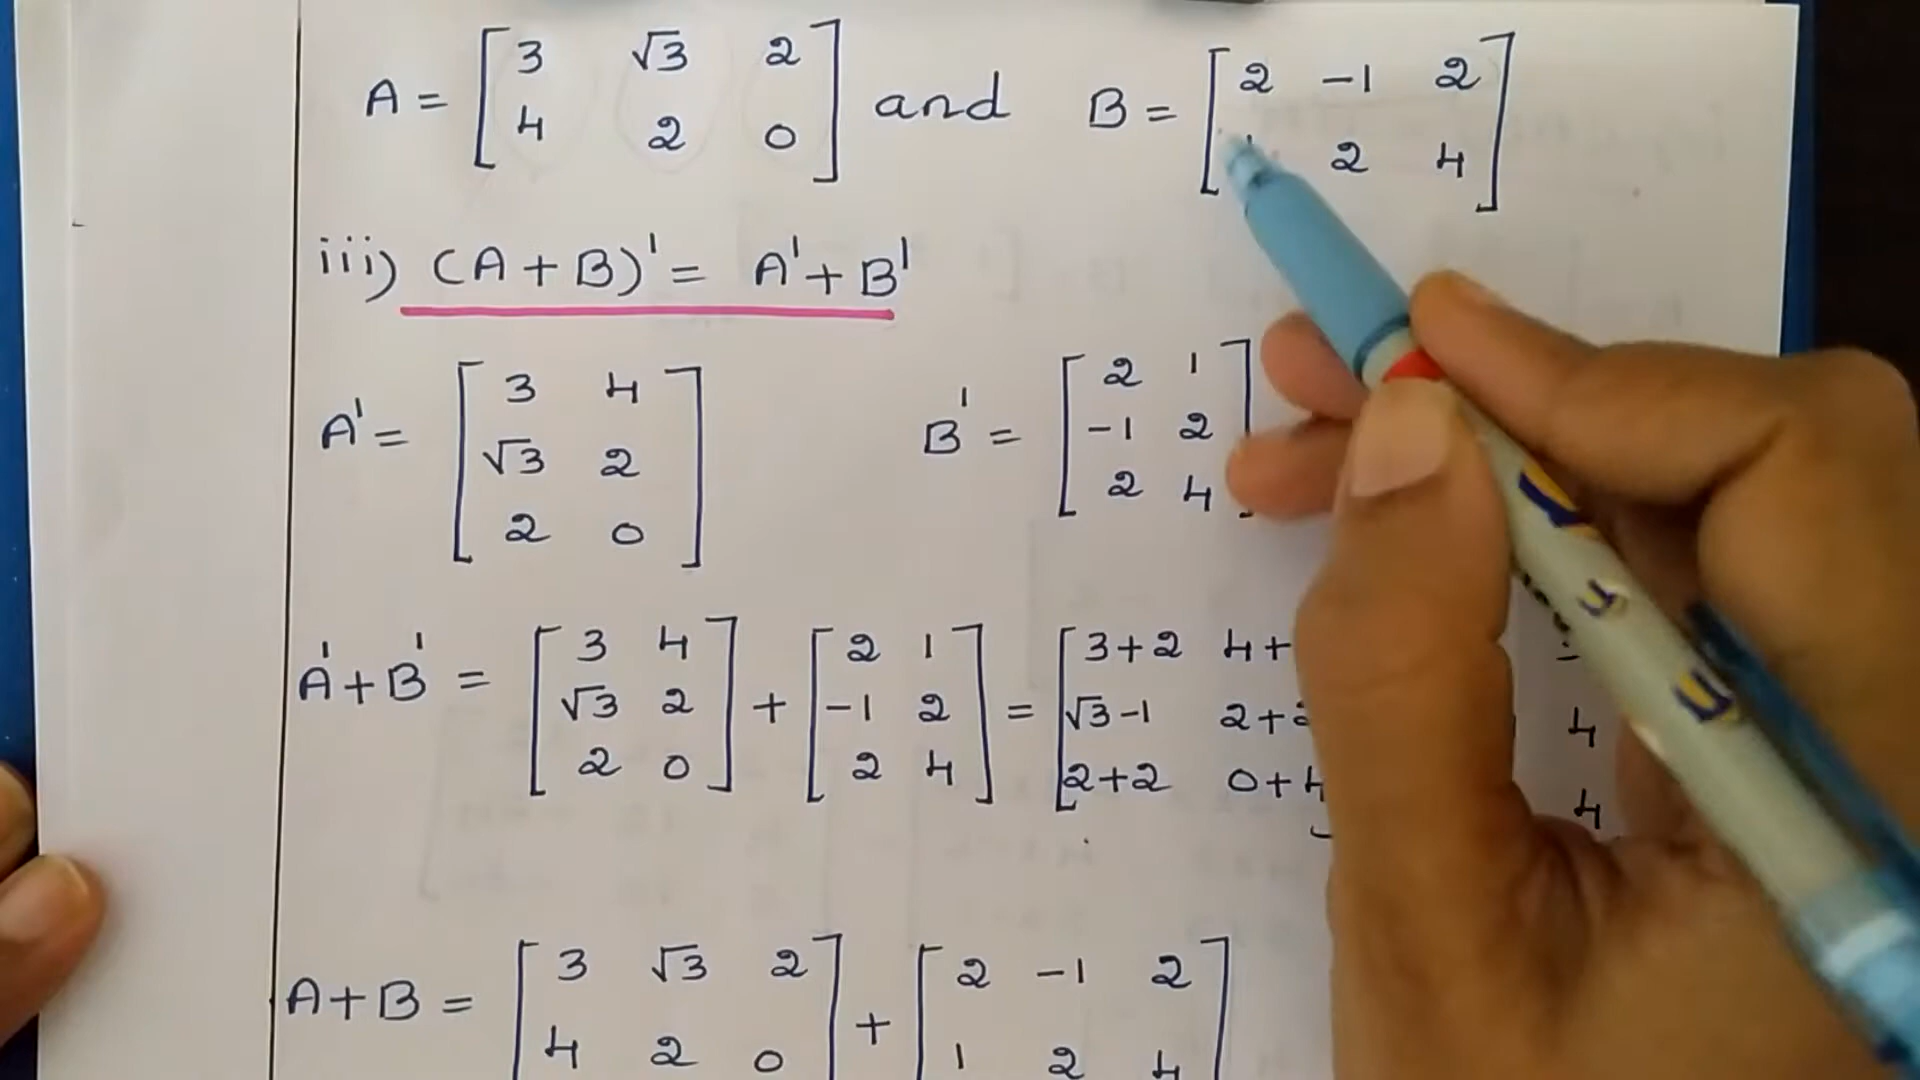 A = [ 3 √3 2
4 2 0 ] and B = [ 2 -1 2
2 4 ]
iii) (A+B)' = A'+B'
A' = [ 3 4
√3 2
2 0 ]
B' = [ 2 1
-1 2
2 4 ]
A'+B' = [ 3 4
√3 2
2 0 ] + [ 2 1
-1 2
2 4 ] = [ 3+2 4+
√3-1 2+2
2+2 0+4
4
4
A+B = [ 3 √3 2
4 2 0 ] + [ 2 -1 2
1 2 4 ]